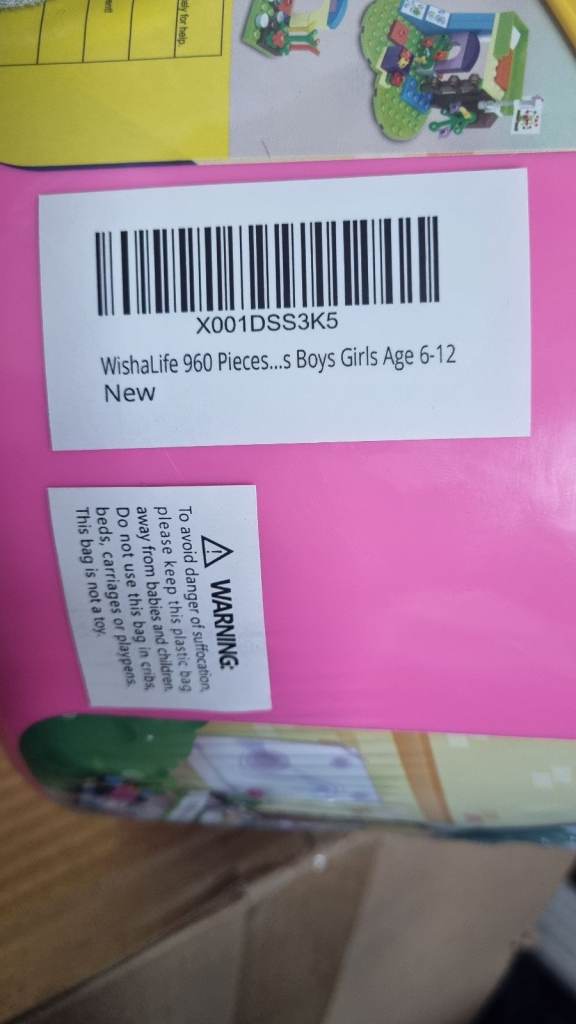 X001DSS3K5
WishaLife 960 Pieces...s Boys Girls Age 6-12
New
WARNING:
To avoid danger of suffocation,
please keep this plastic bag
away from babies and children.
Do not use this bag in cribs,
beds, carriages or playpens.
This bag is not a toy.
for help.